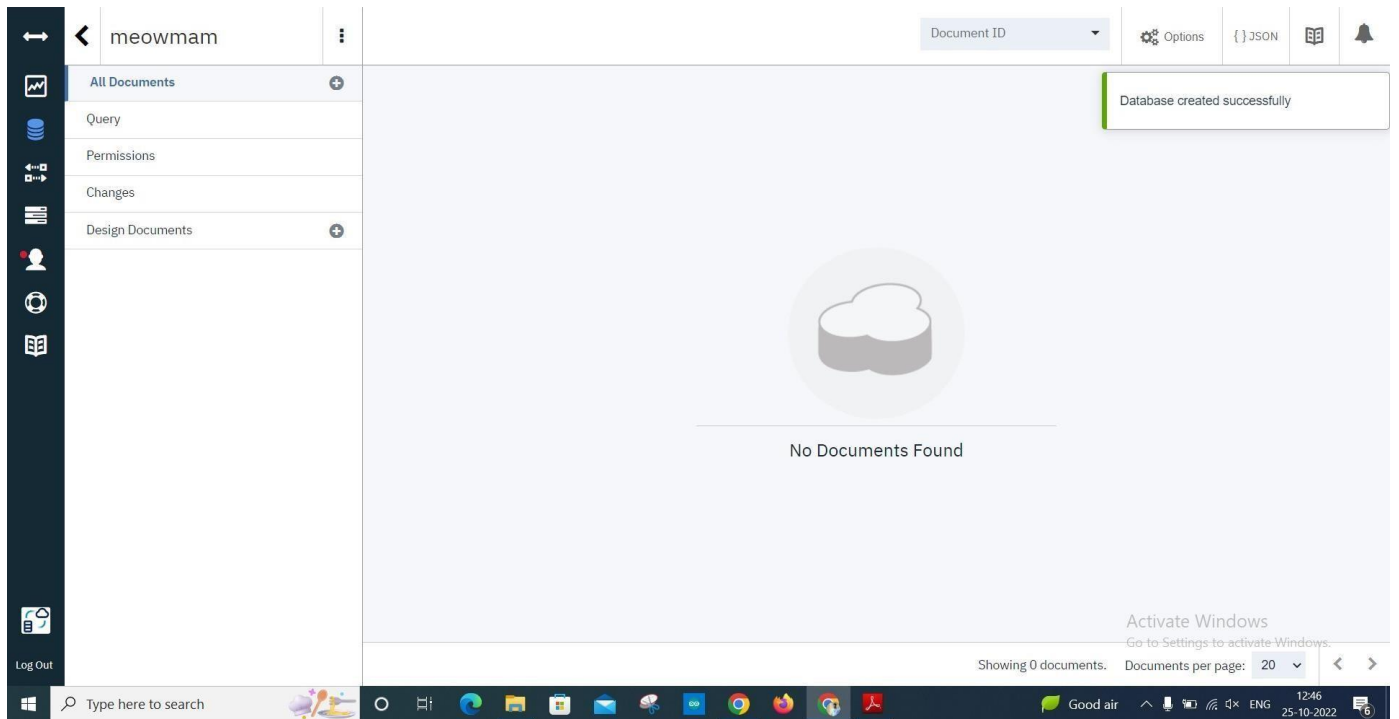 meowmam
Document ID
Options
{ } JSON
All Documents
Database created successfully
Query
Permissions
Changes
Design Documents
No Documents Found
Activate Windows
Go to Settings to activate Windows.
Log Out
Showing 0 documents.
Documents per page: 20
Type here to search
Good air
ENG
12:46
25-10-2022
6